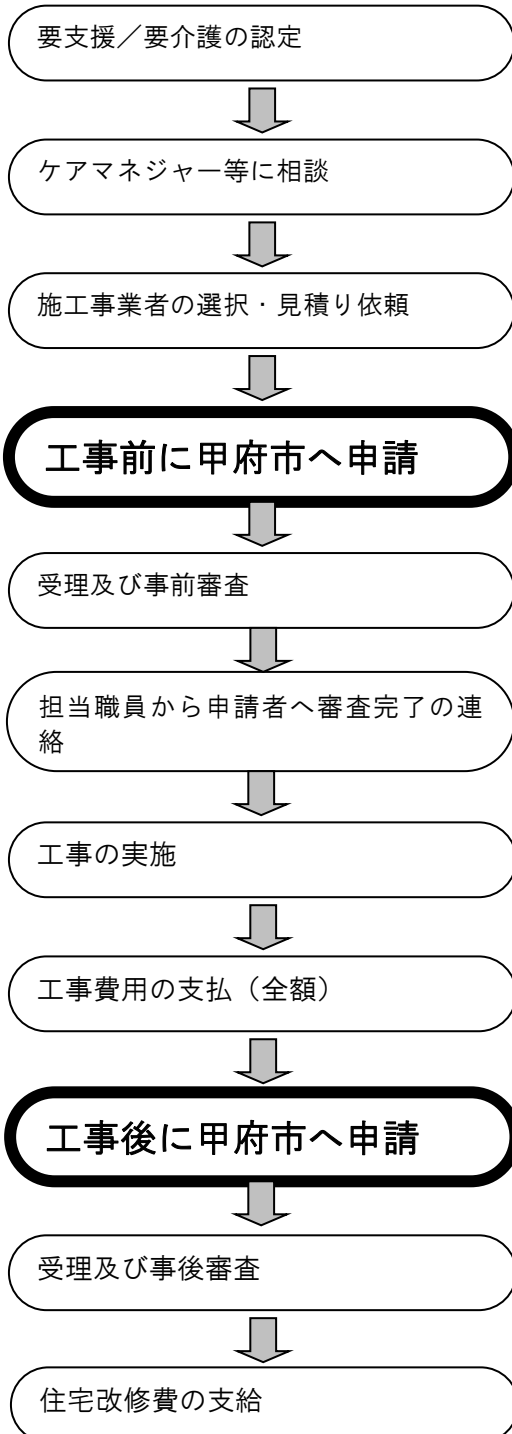 要支援／要介護の認定
ケアマネジャー等に相談
施工事業者の選択・見積り依頼
工事前に甲府市へ申請
受理及び事前審査
担当職員から申請者へ審査完了の連
絡
工事の実施
工事費用の支払（全額）
工事後に甲府市へ申請
受理及び事後審査
住宅改修費の支給